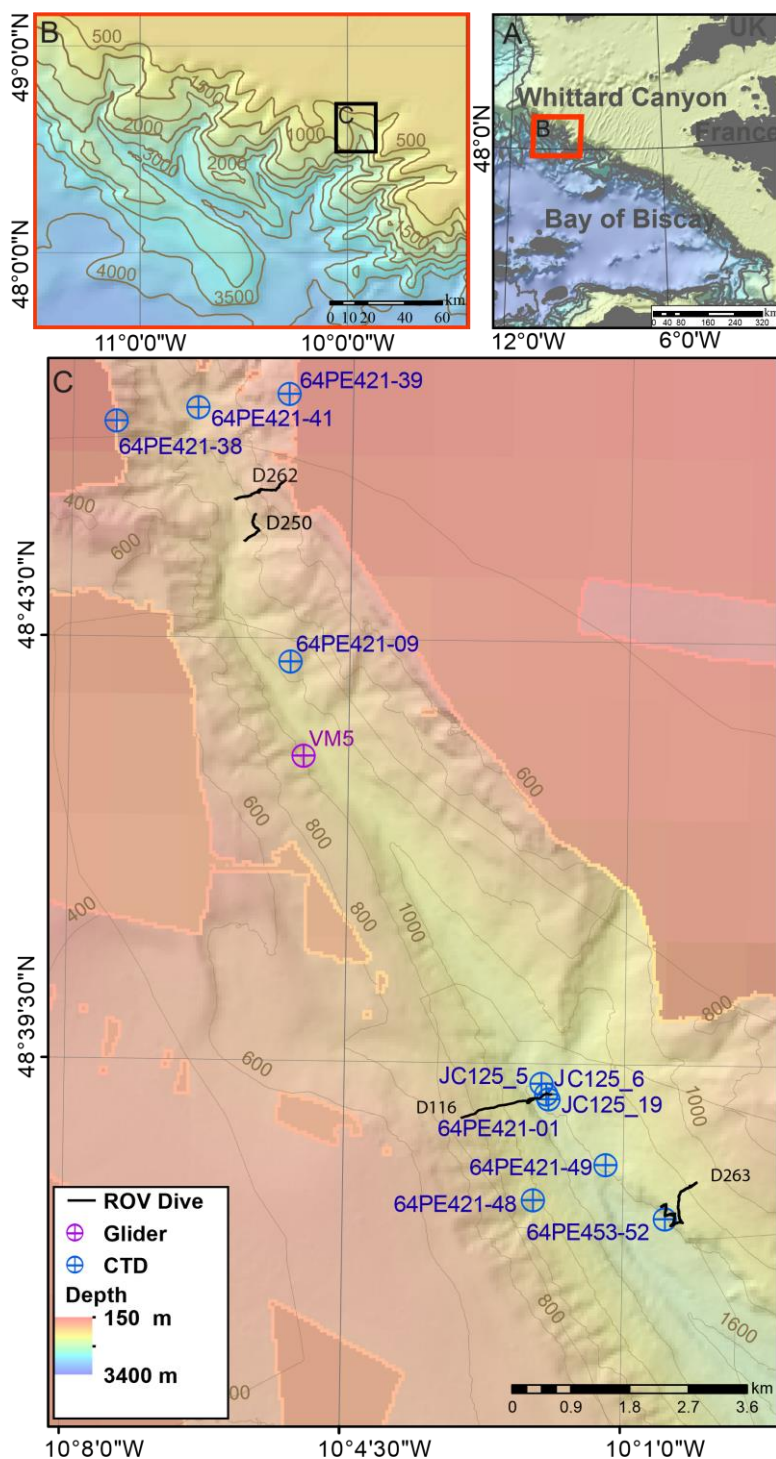 B
500
1500
2000
3000
2000
1000
C
500
1500
4000
3500
km
0 10 20 40 60
49°0'0"N
48°0'0"N
11°0'0"W
10°0'0"W
A
UK
Whittard Canyon
France
B
Bay of Biscay
km
0 40 80 160 240 320
48°0'N
12°0'W
6°0'W
C
64PE421-39
64PE421-41
64PE421-38
D262
D250
400
600
48°43'0"N
64PE421-09
VM5
600
600
800
400
800
1000
48°39'30"N
600
800
JC125_5
JC125_6
1000
D116
JC125_19
64PE421-01
64PE421-49
D263
64PE421-48
64PE453-52
800
1600
ROV Dive
Glider
CTD
Depth
150 m
3400 m
km
0 0.9 1.8 2.7 3.6
10°8'0"W
10°4'30"W
10°1'0"W